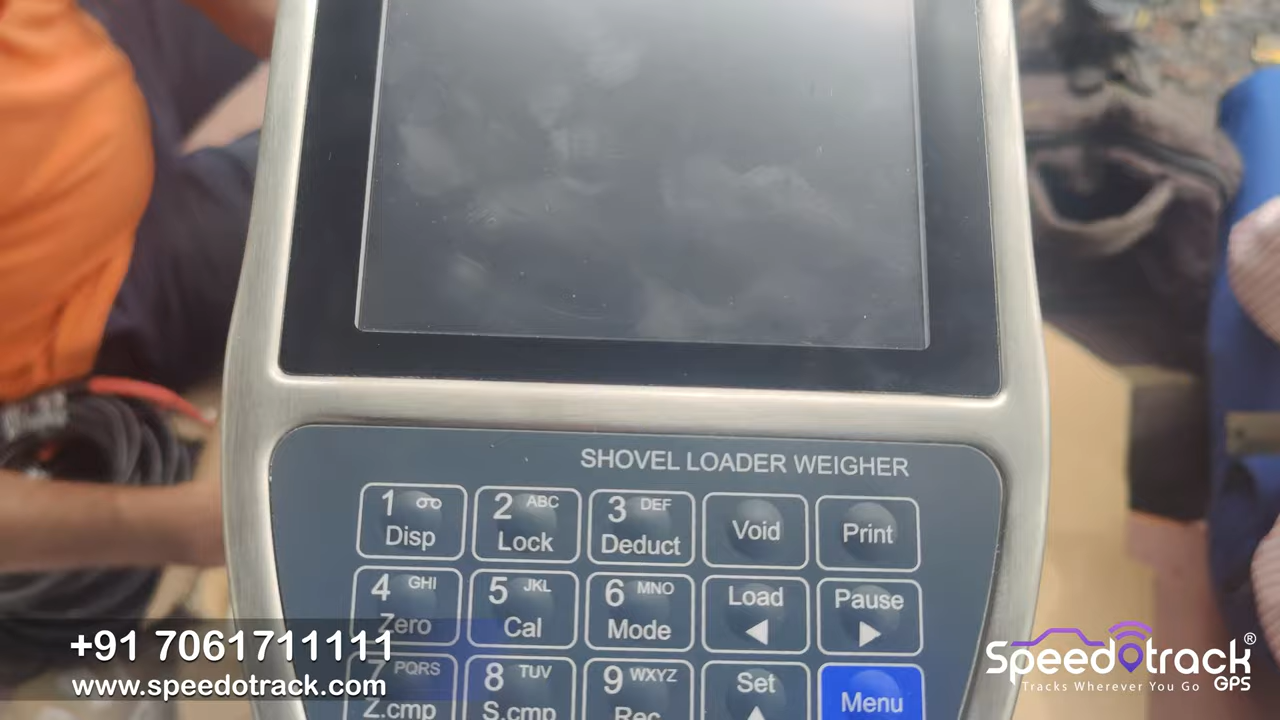 SHOVEL LOADER WEIGHER
1 Disp
2 ABC Lock
3 DEF Deduct
Void
Print
4 GHI Zero
5 JKL Cal
6 MNO Mode
Load
Pause
7 PQRS Z.cmp
8 TUV S.cmp
9 WXYZ Rec
Set
Menu
+91 7061711111
www.speedotrack.com
Speedotrack®
GPS
Tracks Wherever You Go